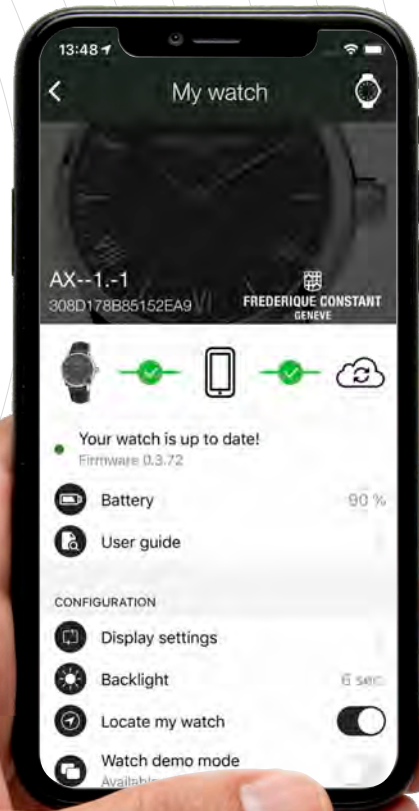 13:48
My watch
AX--1.-1
308D178B85152EA9
FREDERIQUE CONSTANT
GENEVE
Your watch is up to date!
Firmware 0.3.72
Battery
90 %
User guide
CONFIGURATION
Display settings
Backlight
6 sec.
Locate my watch
Watch demo mode